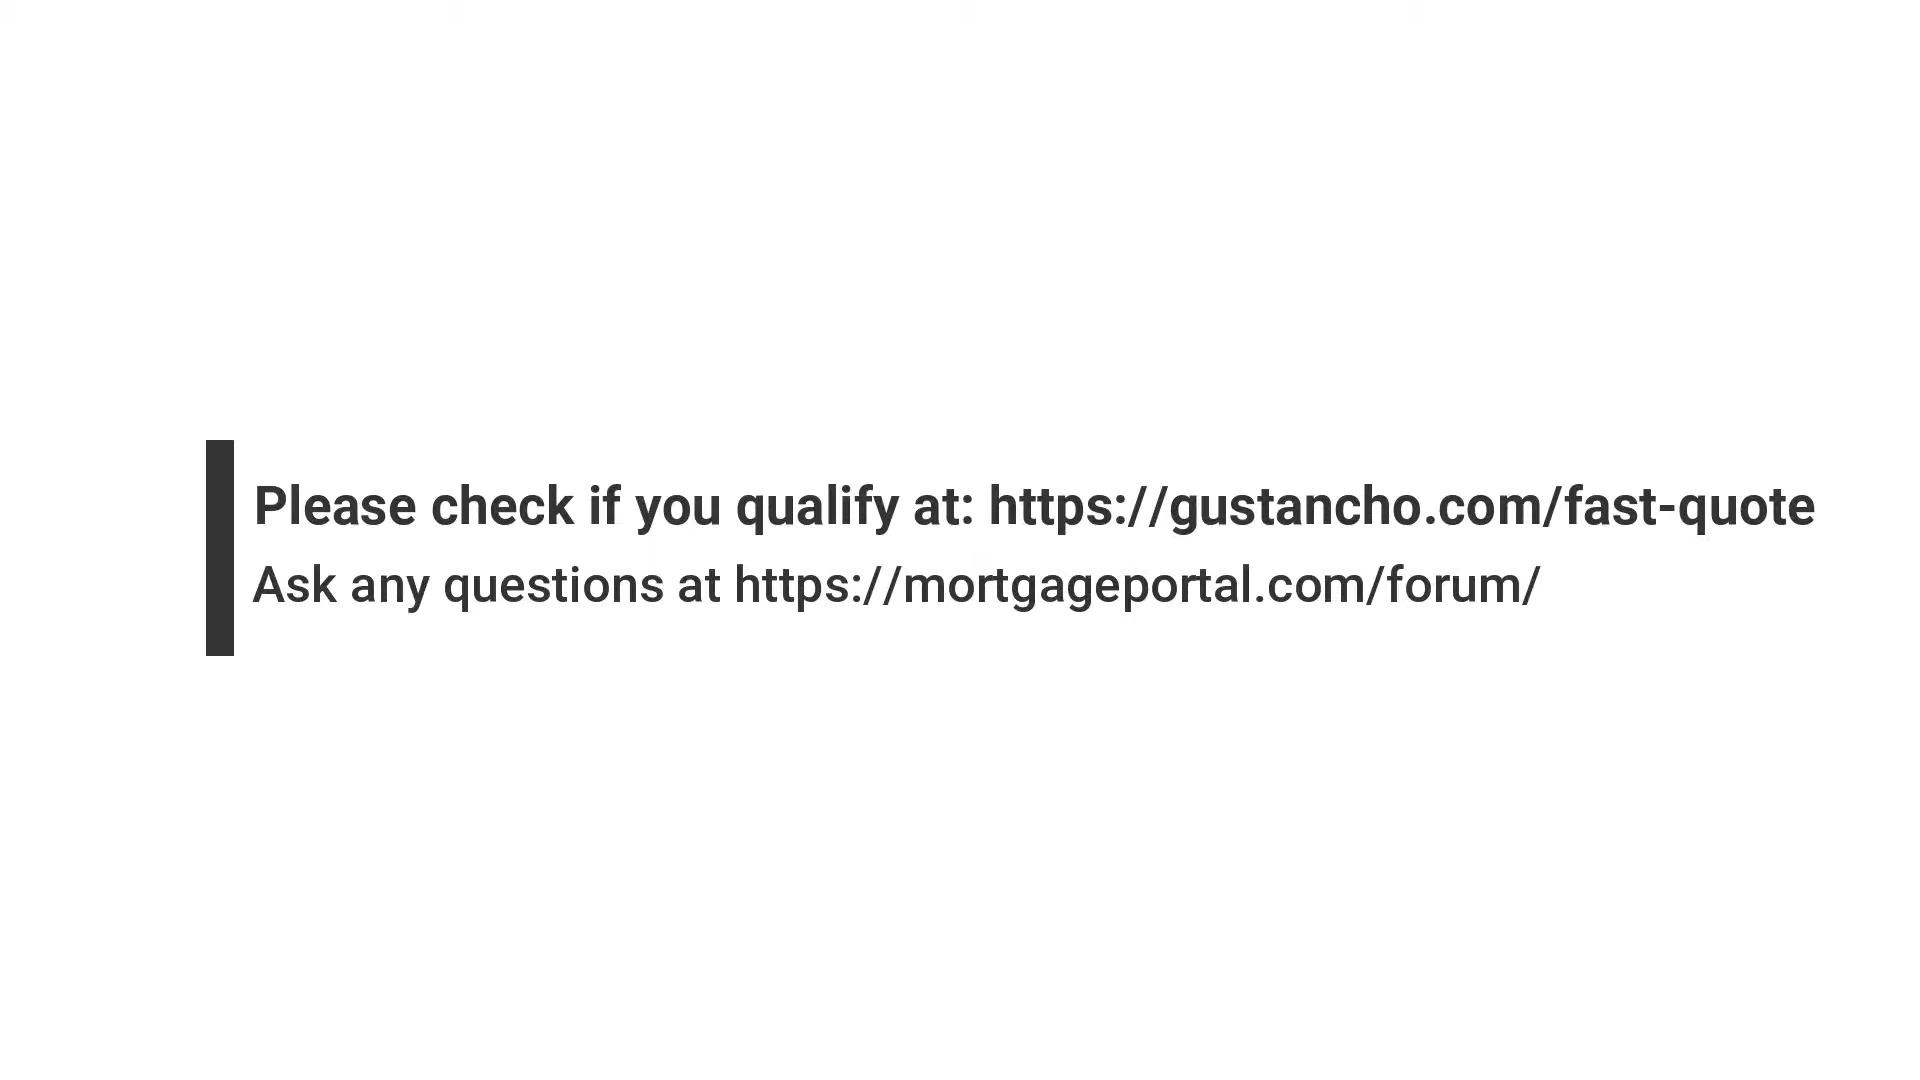 Please check if you qualify at: https://gustancho.com/fast-quote
Ask any questions at https://mortgageportal.com/forum/